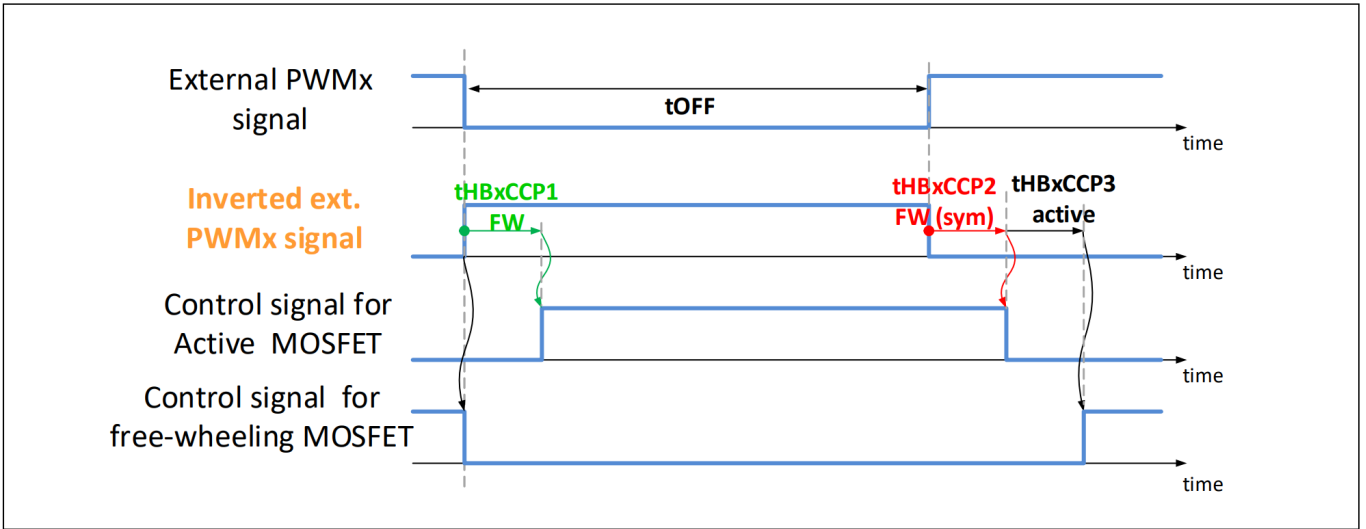 External PWMx
signal
tOFF
time
Inverted ext.
PWMx signal
tHBxCCP1
FW
tHBxCCP2
FW (sym)
tHBxCCP3
active
time
Control signal for
Active MOSFET
time
Control signal for
free-wheeling MOSFET
time